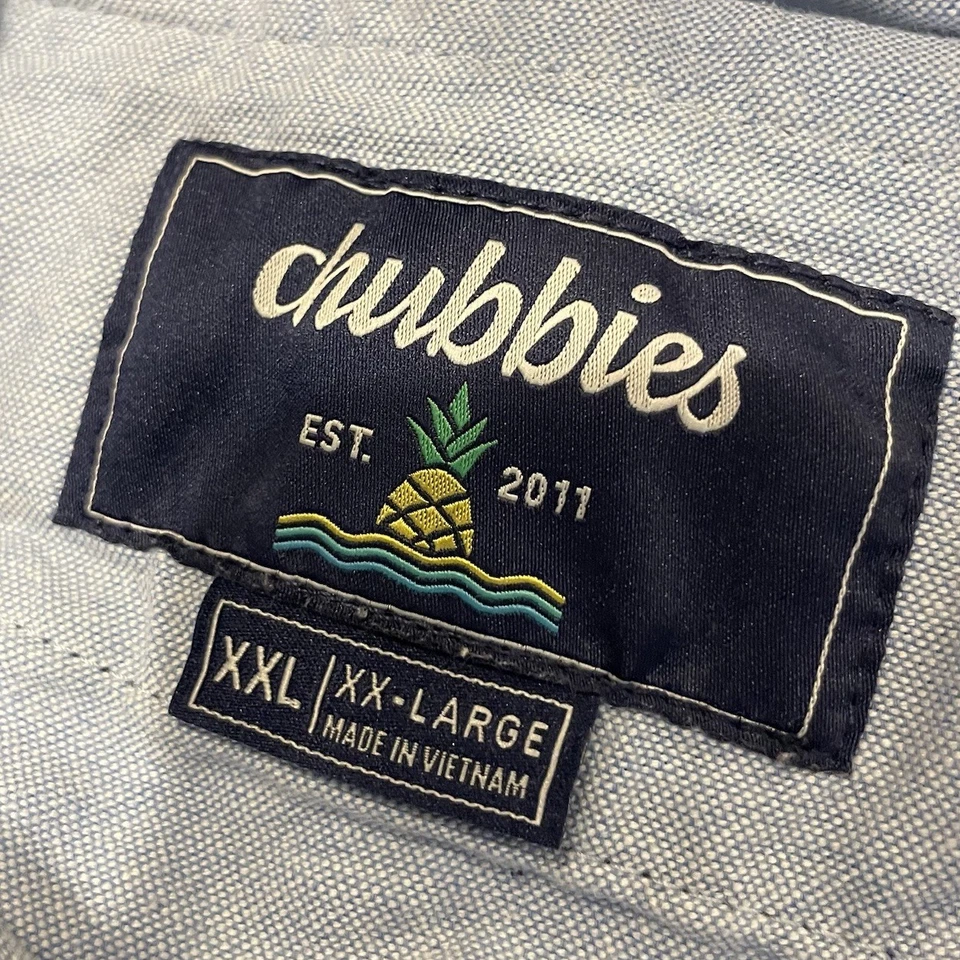 chubbies
EST. 2011
XXL
XX-LARGE
MADE IN VIETNAM